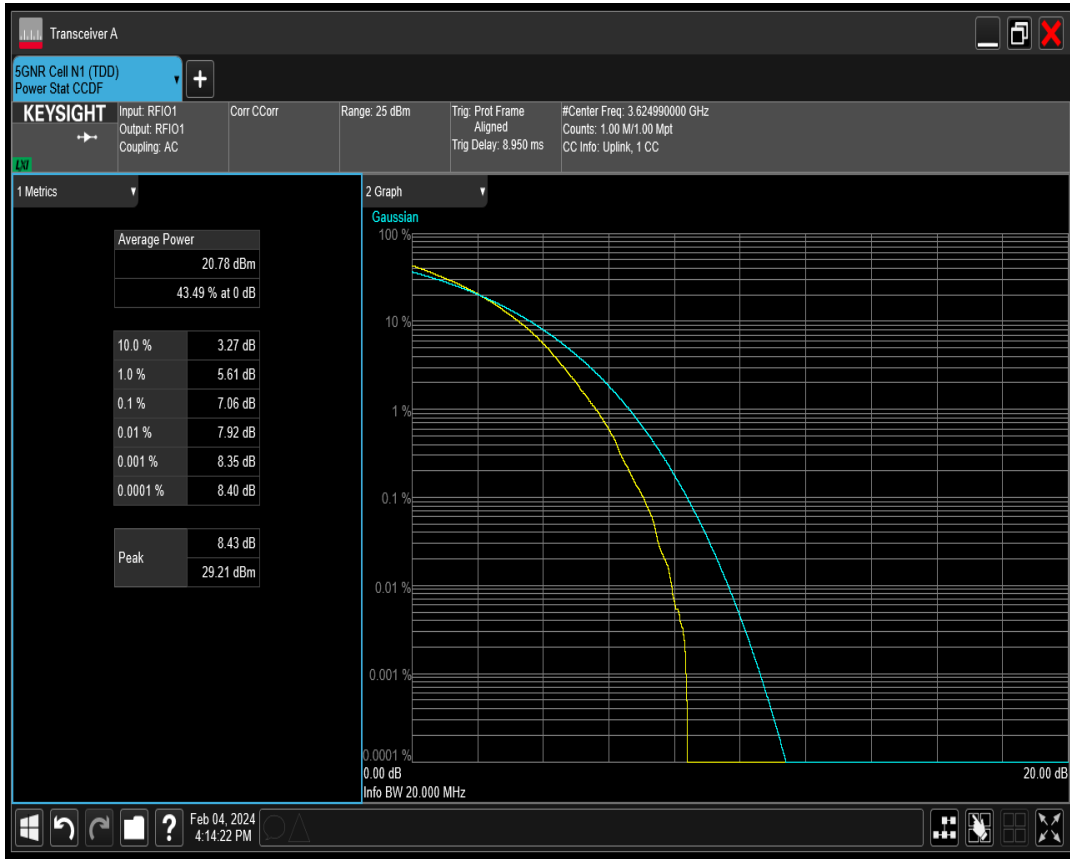 Transceiver A
5GNR Cell N1 (TDD)
Power Stat CCDF
+
KEYSIGHT
LXI
Input: RFIO1
Output: RFIO1
Coupling: AC
Corr CCorr
Range: 25 dBm
Trig: Prot Frame
Aligned
Trig Delay: 8.950 ms
#Center Freq: 3.624990000 GHz
Counts: 1.00 M/1.00 Mpt
CC Info: Uplink, 1 CC
1 Metrics
Average Power
20.78 dBm
43.49 % at 0 dB
10.0 % 3.27 dB
1.0 % 5.61 dB
0.1 % 7.06 dB
0.01 % 7.92 dB
0.001 % 8.35 dB
0.0001 % 8.40 dB
Peak
8.43 dB
29.21 dBm
2 Graph
Gaussian
100 %
10 %
1 %
0.1 %
0.01 %
0.001 %
0.0001 %
0.00 dB 20.00 dB
Info BW 20.000 MHz
?
Feb 04, 2024
4:14:22 PM